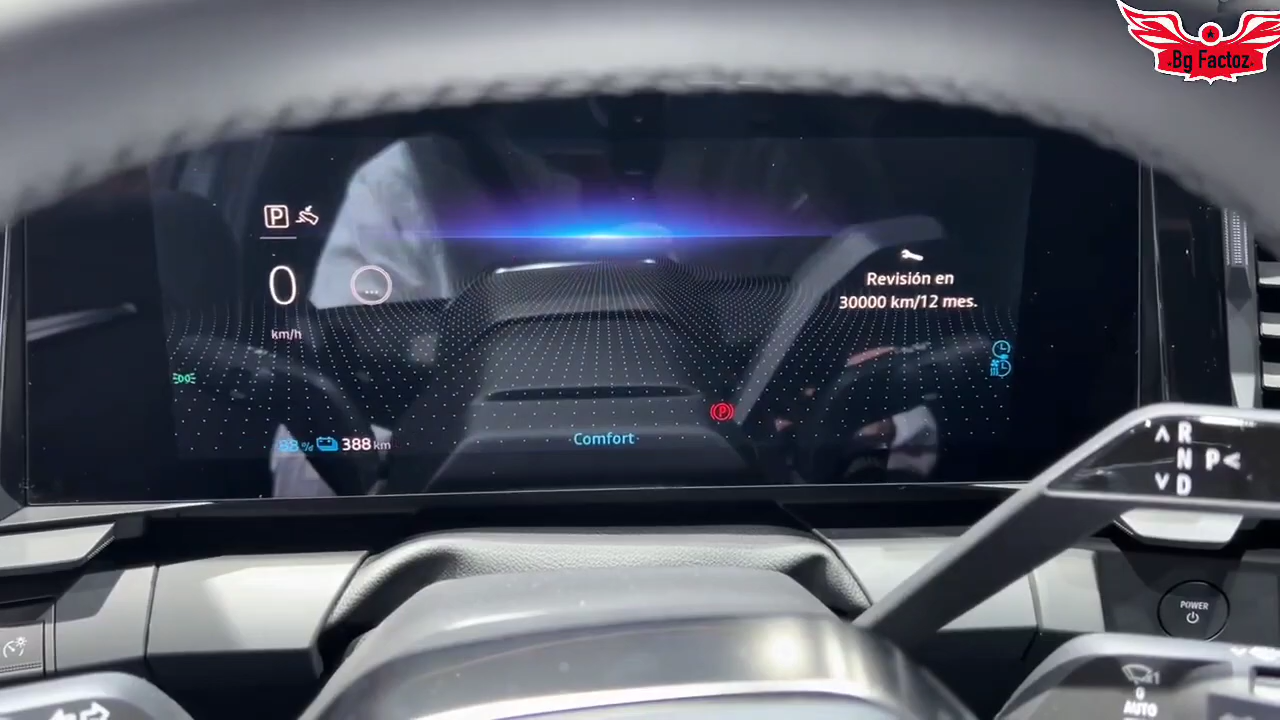 .Bg Factoz.
P
0
...
km/h
Revisión en
30000 km/12 mes.
P
%
388 km
Comfort
R
N P
D
POWER
AUTO